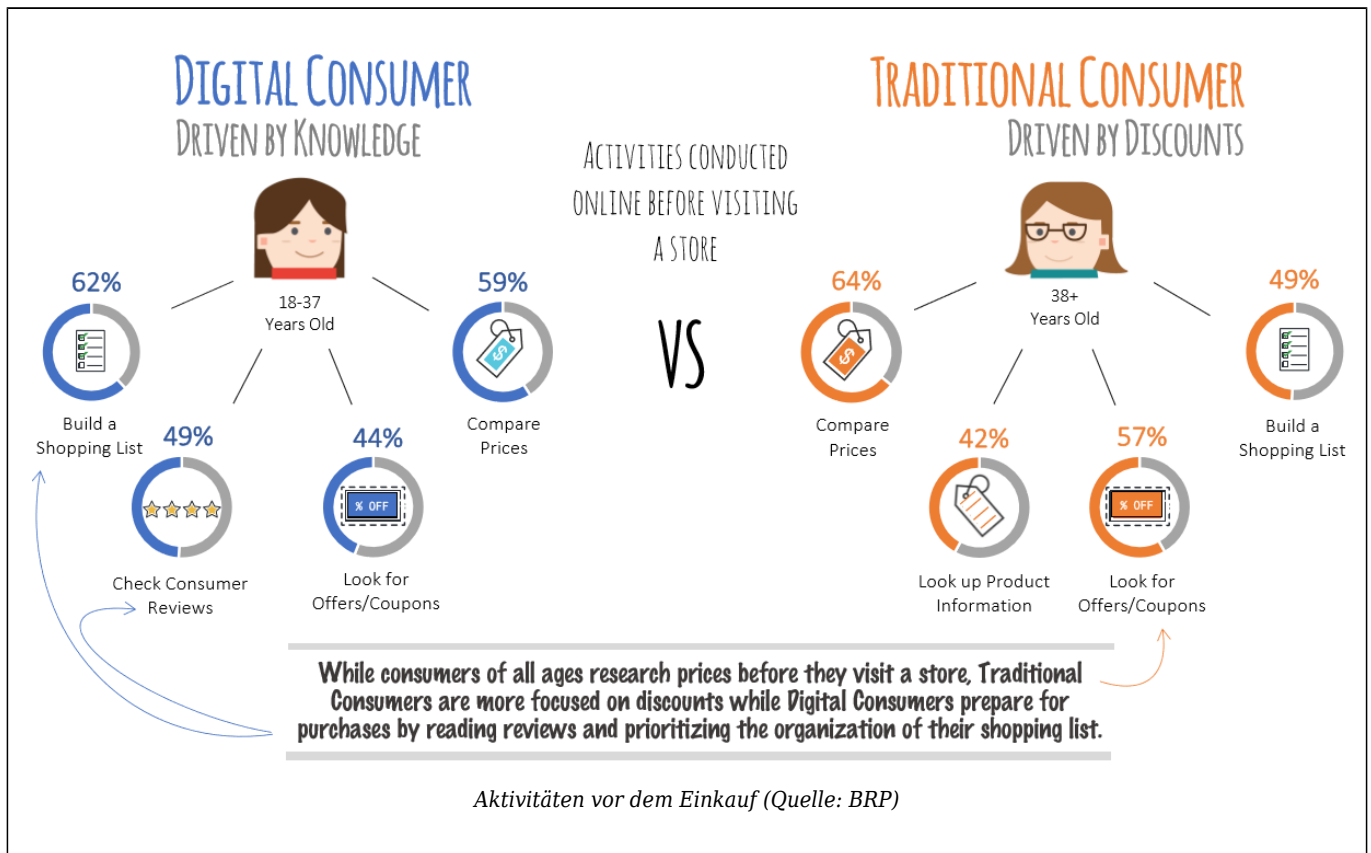 DIGITAL CONSUMER
DRIVEN BY KNOWLEDGE
TRADITIONAL CONSUMER
DRIVEN BY DISCOUNTS
ACTIVITIES CONDUCTED
ONLINE BEFORE VISITING
A STORE
VS
18-37
Years Old
62%
Build a
Shopping List
49%
Check Consumer
Reviews
44%
% OFF
Look for
Offers/Coupons
59%
$
Compare
Prices
38+
Years Old
64%
$
Compare
Prices
42%
Look up Product
Information
57%
% OFF
Look for
Offers/Coupons
49%
Build a
Shopping List
While consumers of all ages research prices before they visit a store, Traditional
Consumers are more focused on discounts while Digital Consumers prepare for
purchases by reading reviews and prioritizing the organization of their shopping list.
Aktivitäten vor dem Einkauf (Quelle: BRP)